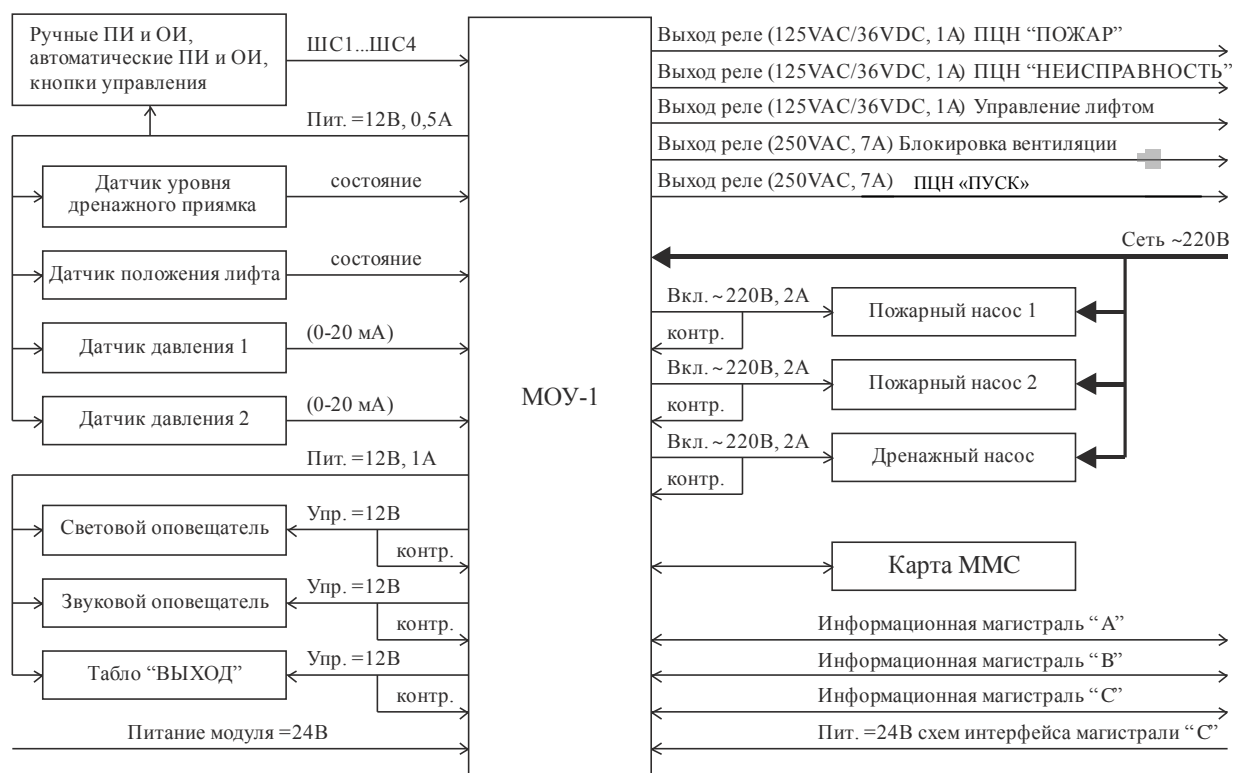 Ручные ПИ и ОИ,
автоматические ПИ и ОИ,
кнопки управления
ШС1...ШС4
Пит. =12В, 0,5А
Датчик уровня
дренажного приямка
состояние
Датчик положения лифта
состояние
Датчик давления 1
(0-20 мА)
Датчик давления 2
(0-20 мА)
Пит. =12В, 1А
Световой оповещатель
Упр. =12В
контр.
Звуковой оповещатель
Упр. =12В
контр.
Табло “ВЫХОД”
Упр. =12В
контр.
Питание модуля =24В
МОУ-1
Выход реле (125VAC/36VDC, 1A) ПЦН “ПОЖАР”
Выход реле (125VAC/36VDC, 1A) ПЦН “НЕИСПРАВНОСТЬ”
Выход реле (125VAC/36VDC, 1A) Управление лифтом
Выход реле (250VAC, 7A) Блокировка вентиляции
Выход реле (250VAC, 7A) ПЦН «ПУСК»
Сеть ~220В
Вкл. ~220В, 2А
контр.
Пожарный насос 1
Вкл. ~220В, 2А
контр.
Пожарный насос 2
Вкл. ~220В, 2А
контр.
Дренажный насос
Карта ММС
Информационная магистраль “А”
Информационная магистраль “В”
Информационная магистраль “С”
Пит. =24В схем интерфейса магистрали “С”